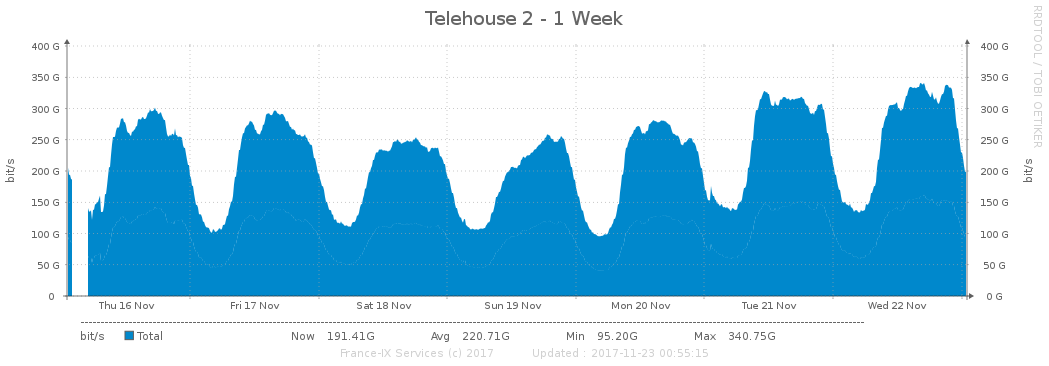 Telehouse 2 - 1 Week
RRDTOOL / TOBI OETIKER
400 G 400 G
350 G 350 G
300 G 300 G
250 G 250 G
200 G 200 G
150 G 150 G
100 G 100 G
50 G 50 G
0 0 G
bit/s
bit/s
Thu 16 Nov Fri 17 Nov Sat 18 Nov Sun 19 Nov Mon 20 Nov Tue 21 Nov Wed 22 Nov
bit/s Total Now 191.41G Avg 220.71G Min 95.20G Max 340.75G
France-IX Services (c) 2017 Updated : 2017-11-23 00:55:15